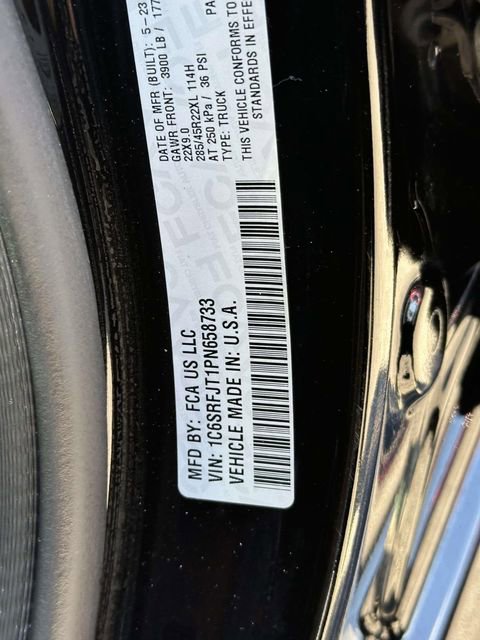 MFD BY: FCA US LLC
DATE OF MFR (BUILT): 5-23
GAWR FRONT: 3900 LB / 177
22X9.0
285/45R22XL 114H
AT 250 kPa / 36 PSI
TYPE: TRUCK
THIS VEHICLE CONFORMS TO
STANDARDS IN EFFE
PA
VIN: 1C6SRFJT1PN658733
VEHICLE MADE IN: U.S.A.